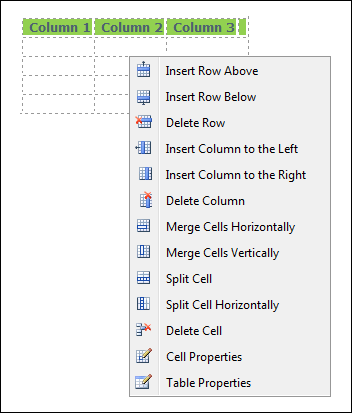 Column 1 Column 2 Column 3
Insert Row Above
Insert Row Below
Delete Row
Insert Column to the Left
Insert Column to the Right
Delete Column
Merge Cells Horizontally
Merge Cells Vertically
Split Cell
Split Cell Horizontally
Delete Cell
Cell Properties
Table Properties